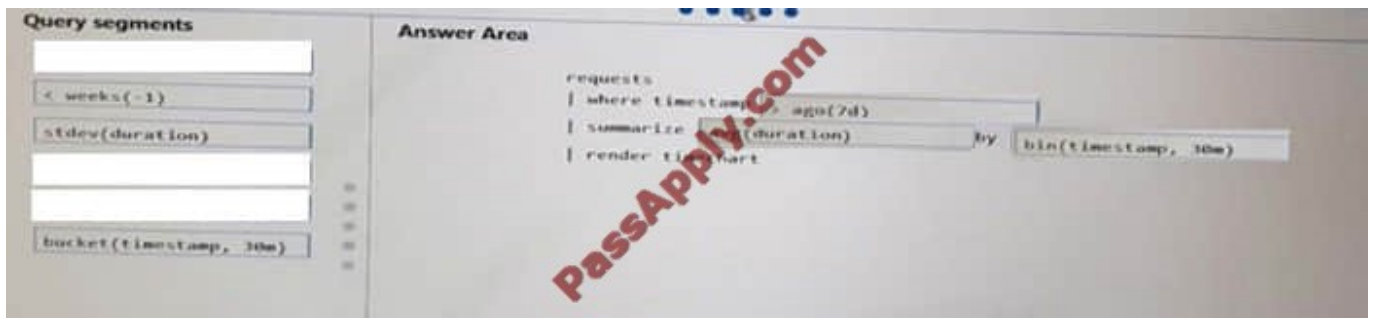 Query segments
< weeks(-1)
stdev(duration)
bucket(timestamp, 30m)
Answer Area
requests
| where timestamp > ago(7d)
| summarize (duration) by bin(timestamp, 30m)
| render timechart
PassApply.com